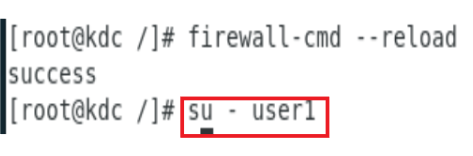 [root@kdc /]# firewall-cmd --reload
success
[root@kdc /]# su - user1